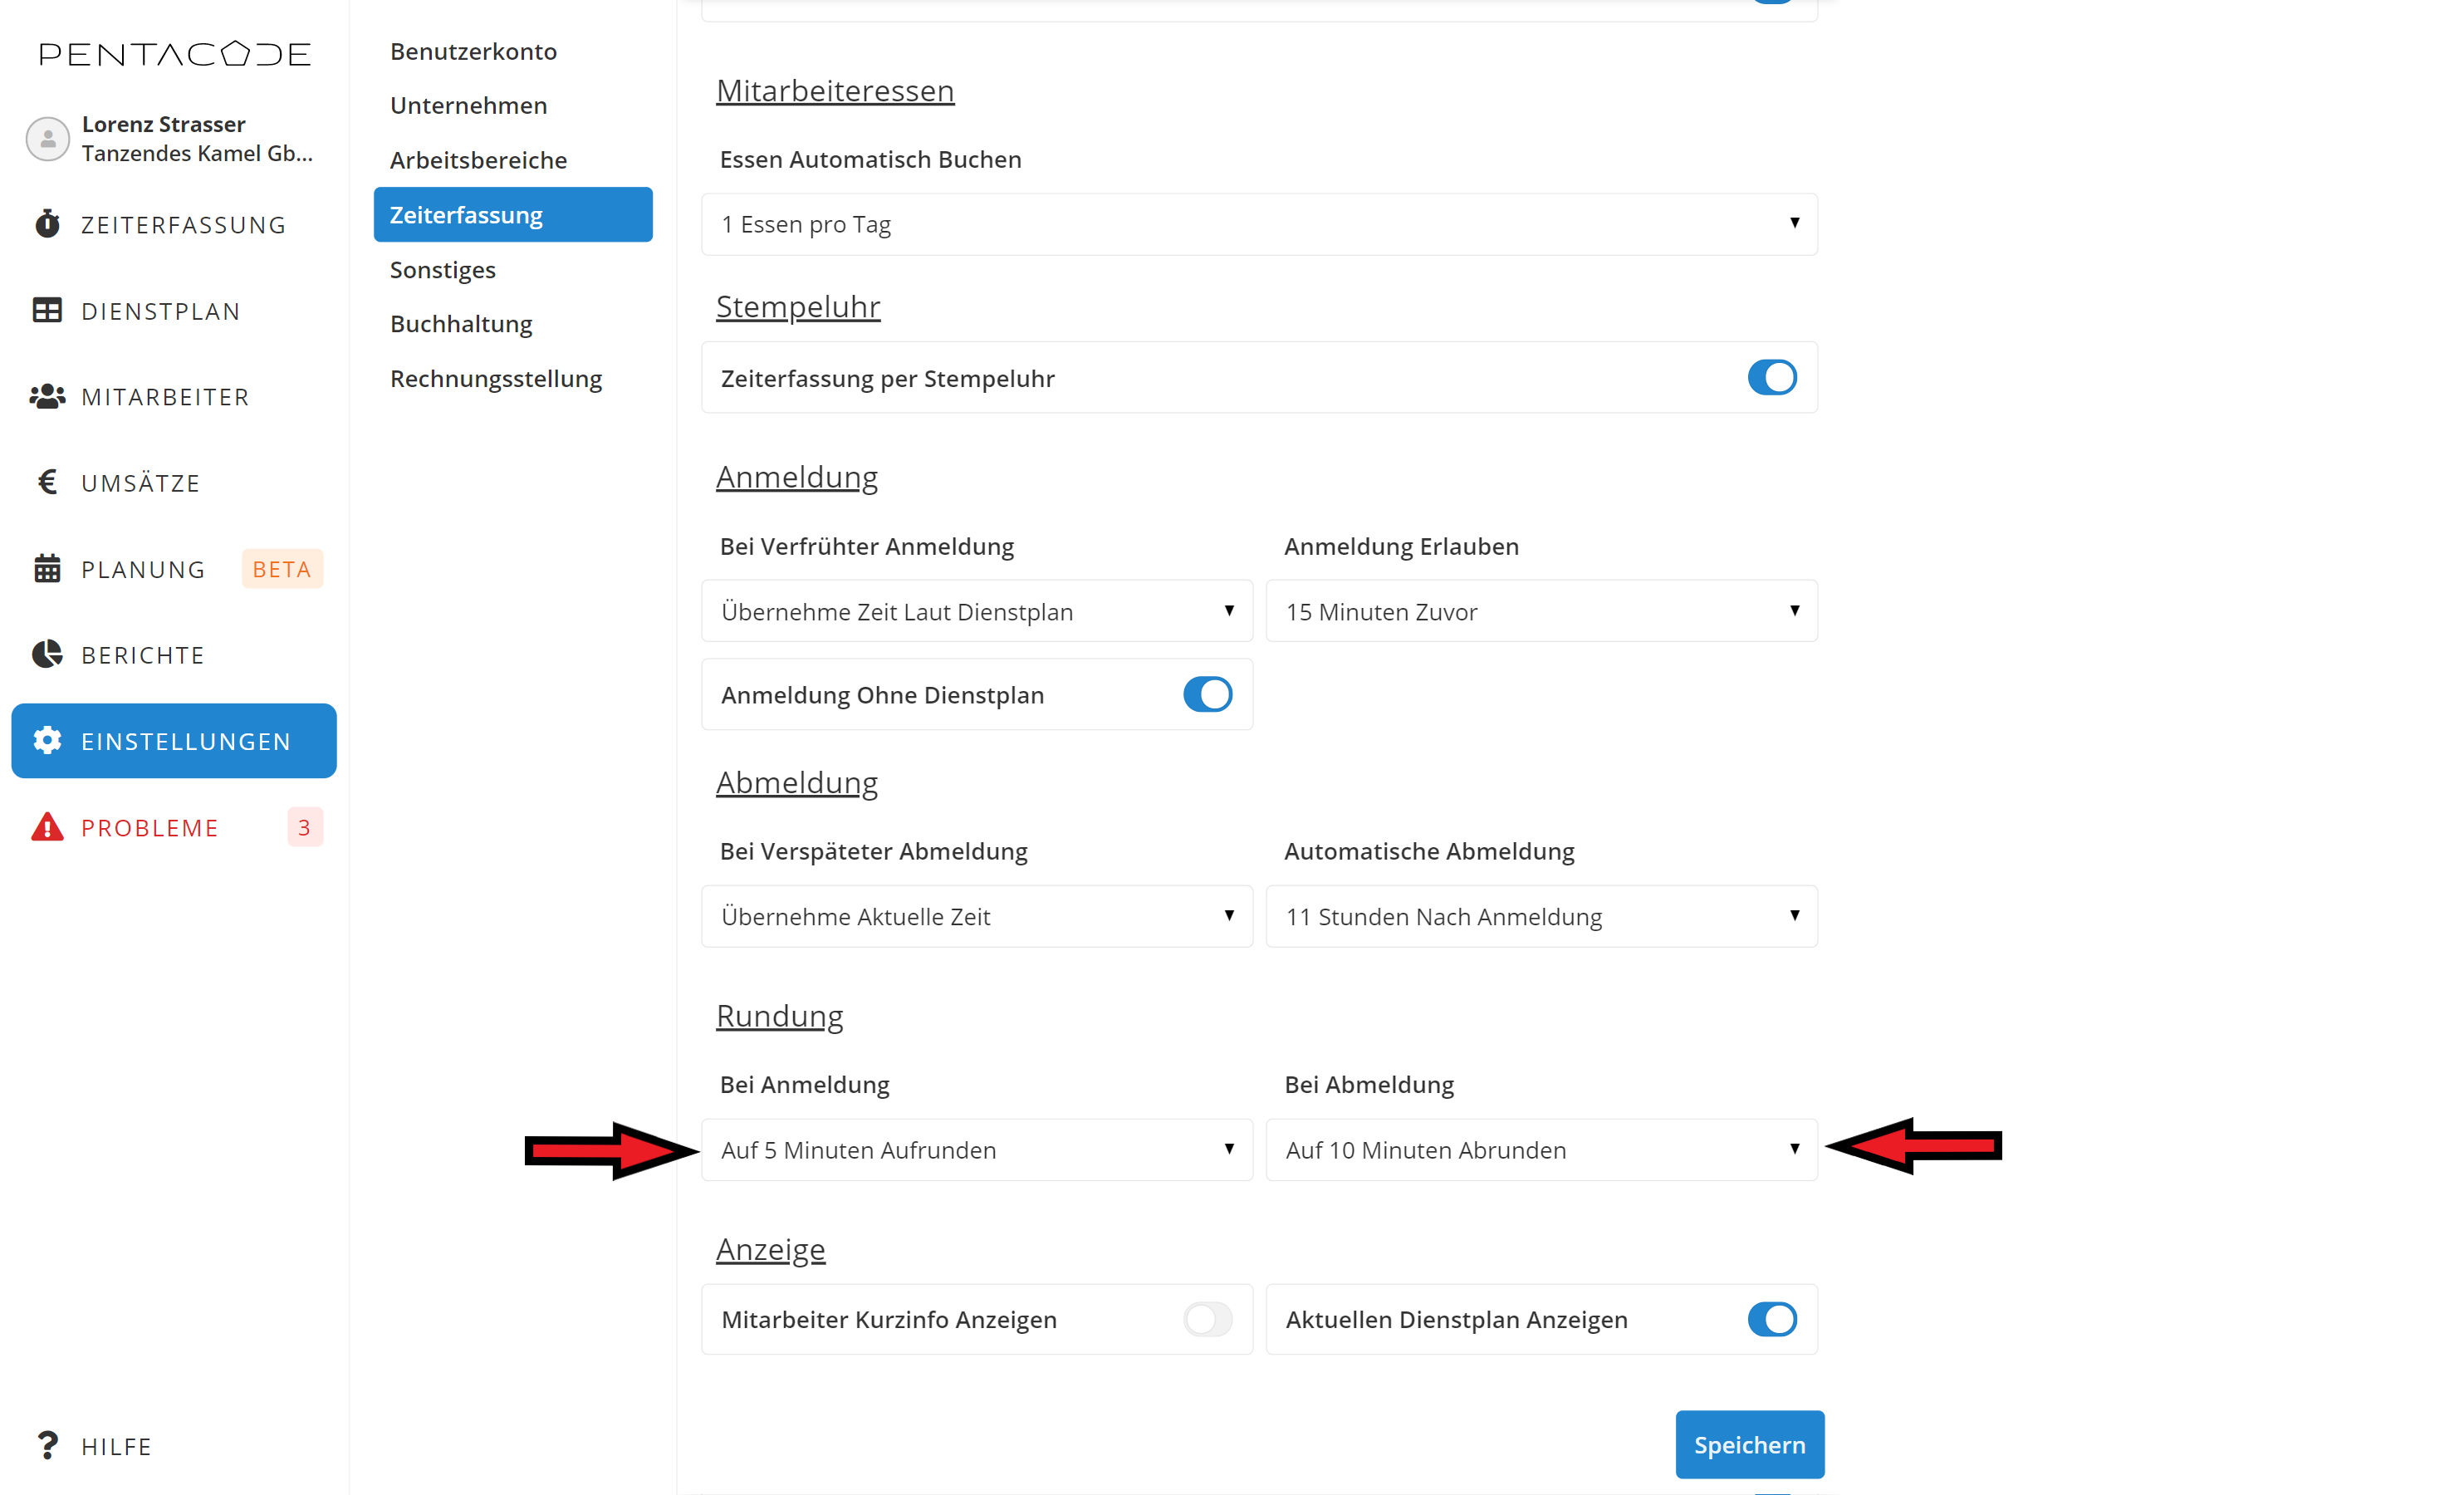 PENTACODE
Lorenz Strasser
Tanzendes Kamel Gb...
ZEITERFASSUNG
DIENSTPLAN
MITARBEITER
UMSÄTZE
PLANUNG BETA
BERICHTE
EINSTELLUNGEN
PROBLEME 3
HILFE
Benutzerkonto
Unternehmen
Arbeitsbereiche
Zeiterfassung
Sonstiges
Buchhaltung
Rechnungsstellung
Mitarbeiteressen
Essen Automatisch Buchen
1 Essen pro Tag
Stempeluhr
Zeiterfassung per Stempeluhr
Anmeldung
Bei Verfrühter Anmeldung Anmeldung Erlauben
Übernehme Zeit Laut Dienstplan 15 Minuten Zuvor
Anmeldung Ohne Dienstplan
Abmeldung
Bei Verspäteter Abmeldung Automatische Abmeldung
Übernehme Aktuelle Zeit 11 Stunden Nach Anmeldung
Rundung
Bei Anmeldung Bei Abmeldung
Auf 5 Minuten Aufrunden Auf 10 Minuten Abrunden
Anzeige
Mitarbeiter Kurzinfo Anzeigen Aktuellen Dienstplan Anzeigen
Speichern